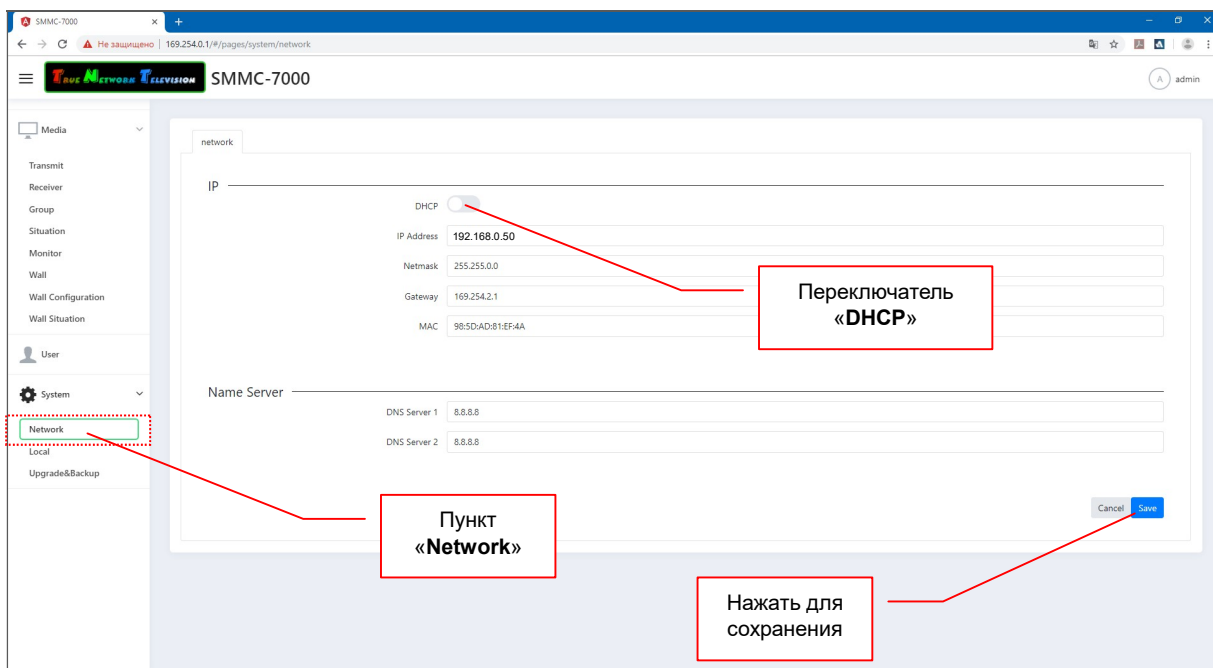 SMMC-7000
Не защищено | 169.254.0.1/#/pages/system/network
TRUE NETWORK TELEVISION SMMC-7000
A admin
Media
network
Transmit
Receiver
IP
Group
DHCP
Situation
IP Address 192.168.0.50
Monitor
Netmask 255.255.0.0
Wall
Wall Configuration
Gateway 169.254.2.1
Переключатель
«DHCP»
Wall Situation
MAC 98:5D:AD:81:EF:4A
User
System
Name Server
DNS Server 1 8.8.8.8
Network
DNS Server 2 8.8.8.8
Local
Upgrade&Backup
Cancel Save
Пункт
«Network»
Нажать для
сохранения